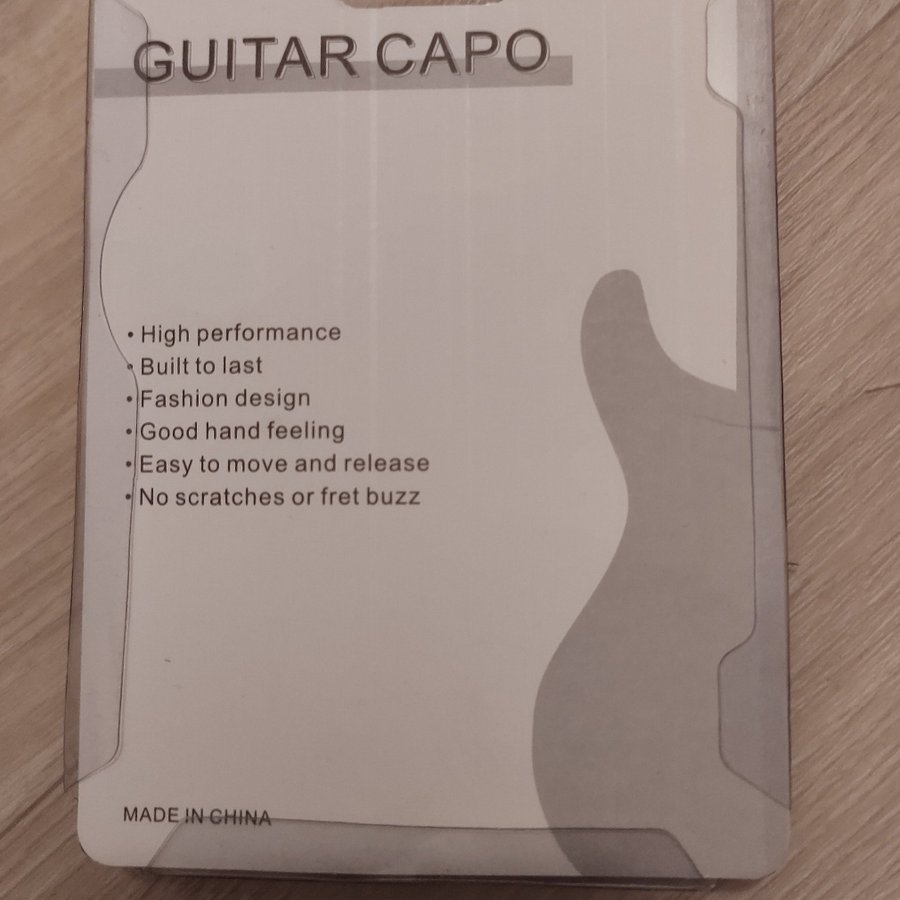 GUITAR CAPO
• High performance
• Built to last
• Fashion design
• Good hand feeling
• Easy to move and release
• No scratches or fret buzz
MADE IN CHINA